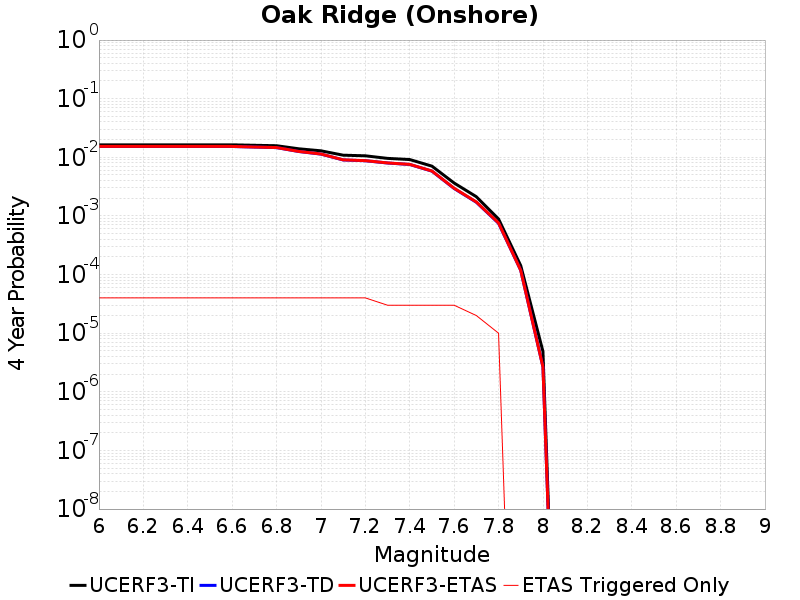 Oak Ridge (Onshore)
10^0
10^-1
10^-2
10^-3
10^-4
10^-5
10^-6
10^-7
10^-8
4 Year Probability
6 6.2 6.4 6.6 6.8 7 7.2 7.4 7.6 7.8 8 8.2 8.4 8.6 8.8 9
Magnitude
UCERF3-TI UCERF3-TD UCERF3-ETAS ETAS Triggered Only